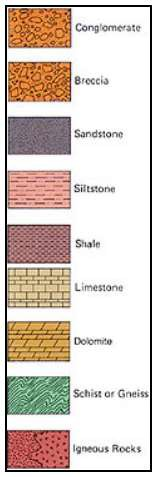 Conglomerate
Breccia
Sandstone
Siltstone
Shale
Limestone
Dolomite
Schist or Gneiss
Igneous Rocks